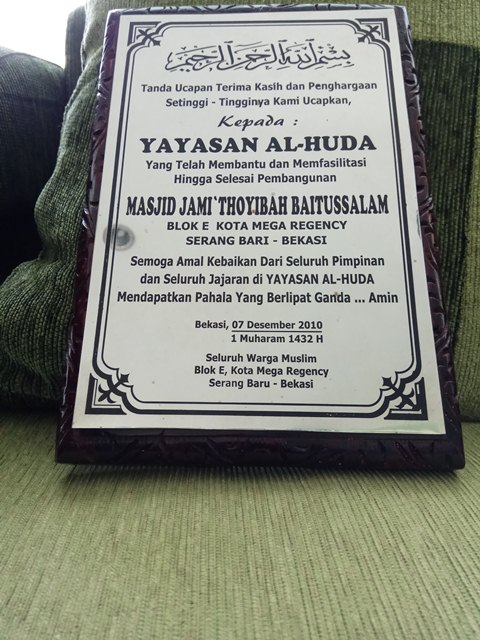 بسم الله الرحمن الرحيم
Tanda Ucapan Terima Kasih dan Penghargaan
Setinggi - Tingginya Kami Ucapkan,
Kepada :
YAYASAN AL-HUDA
Yang Telah Membantu dan Memfasilitasi
Hingga Selesai Pembangunan
MASJID JAMI`THOYIBAH BAITUSSALAM
BLOK E KOTA MEGA REGENCY
SERANG BARI - BEKASI
Semoga Amal Kebaikan Dari Seluruh Pimpinan
dan Seluruh Jajaran di YAYASAN AL-HUDA
Mendapatkan Pahala Yang Berlipat Ganda ... Amin
Bekasi, 07 Desember 2010
1 Muharam 1432 H
Seluruh Warga Muslim
Blok E, Kota Mega Regency
Serang Baru - Bekasi